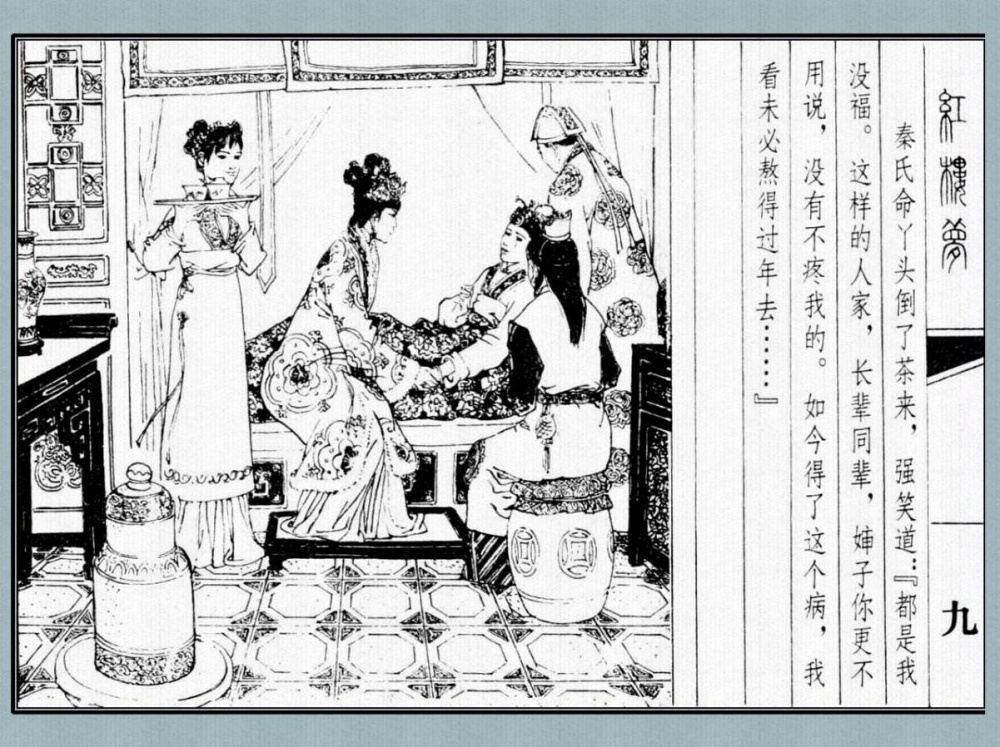 紅樓夢
九
秦氏命丫头倒了茶来，强笑道：『都是我
没福。这样的人家，长辈同辈，婶子你更不
用说，没有不疼我的。如今得了这个病，我
看未必熬得过年去……』